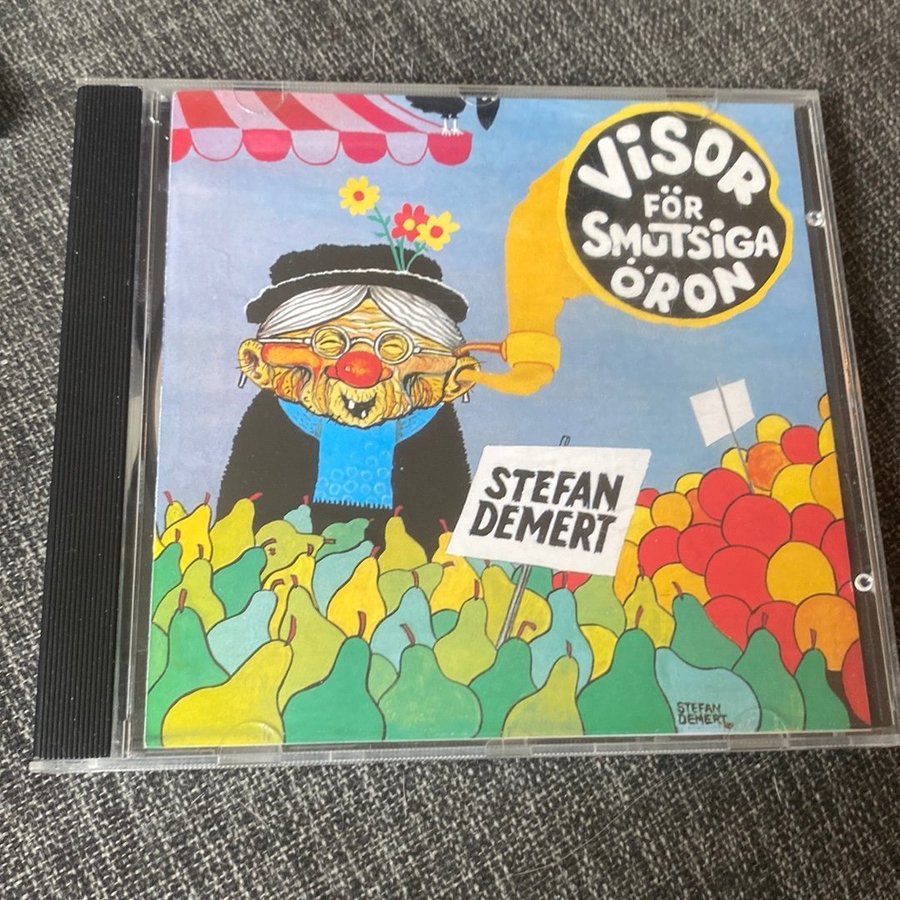 ViSOR
FÖR
SMUTSiGA
ÖRON
STEFAN
DEMERT
STEFAN
DEMERT